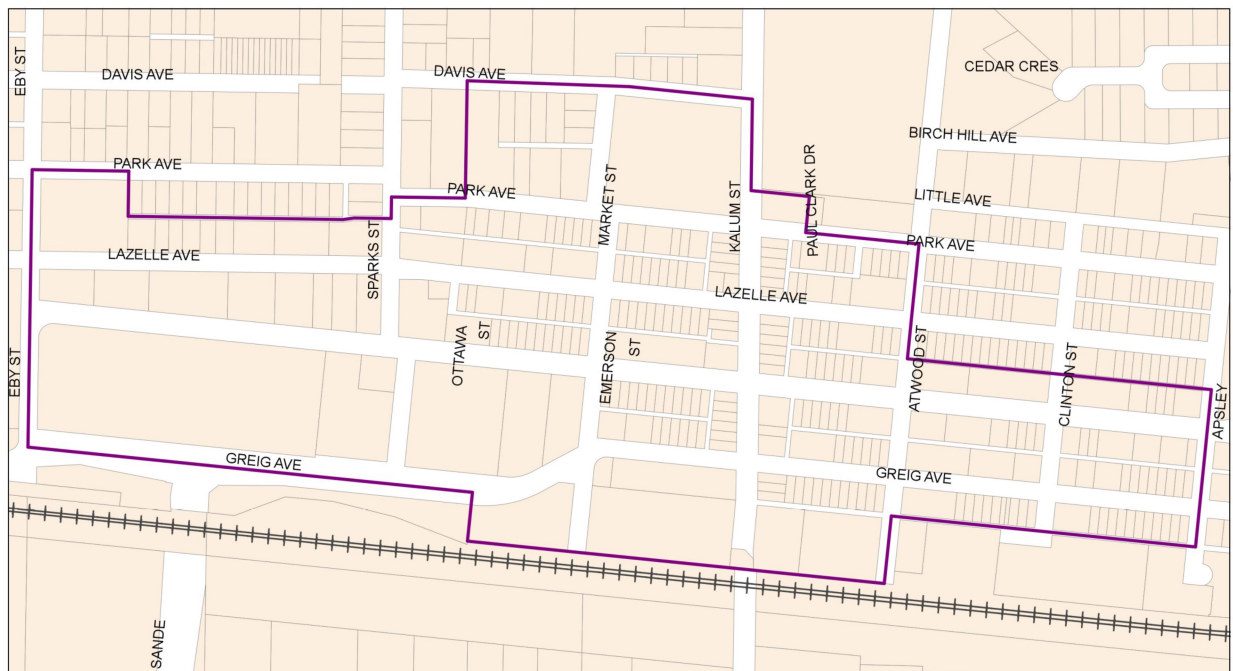 EBY ST
DAVIS AVE
DAVIS AVE
CEDAR CRES
BIRCH HILL AVE
PARK AVE
PARK AVE
MARKET ST
KALUM ST
PAUL CLARK DR
LITTLE AVE
PARK AVE
LAZELLE AVE
SPARKS ST
LAZELLE AVE
EBY ST
OTTAWA
ST
EMERSON
ST
ATWOOD ST
CLINTON ST
APSLEY
GREIG AVE
GREIG AVE
SANDE